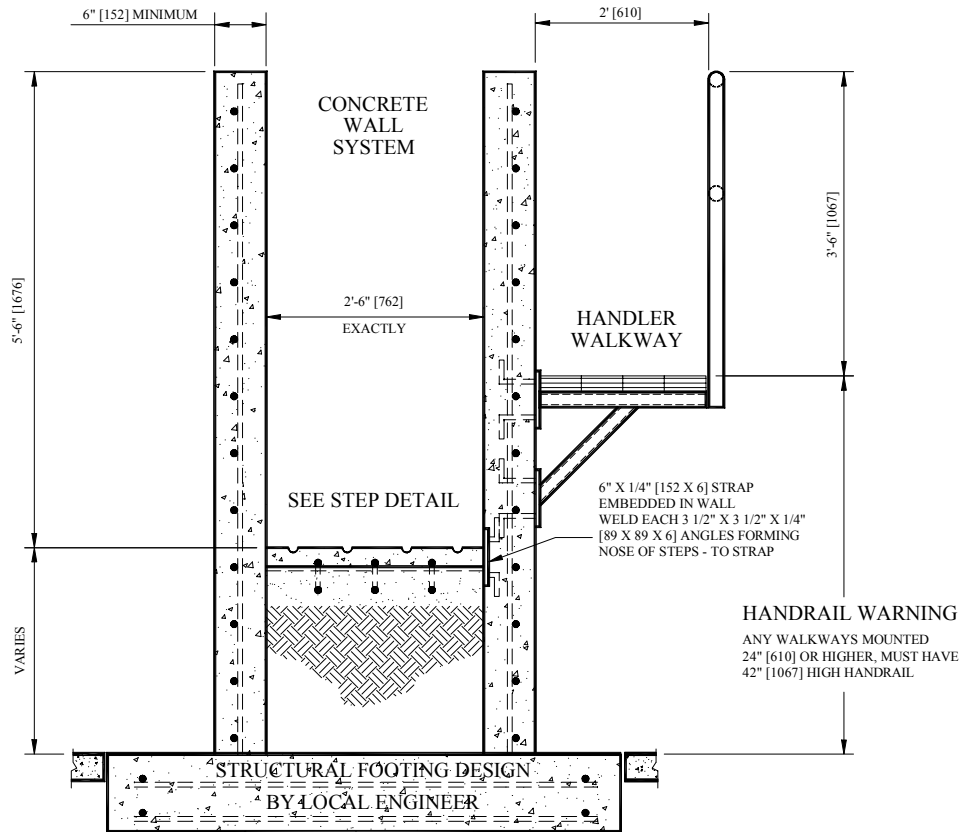 6" [152] MINIMUM
2' [610]
CONCRETE
WALL
SYSTEM
5'-6" [1676]
3'-6" [1067]
2'-6" [762]
EXACTLY
HANDLER
WALKWAY
SEE STEP DETAIL
6" X 1/4" [152 X 6] STRAP
EMBEDDED IN WALL
WELD EACH 3 1/2" X 3 1/2" X 1/4"
[89 X 89 X 6] ANGLES FORMING
NOSE OF STEPS - TO STRAP
VARIES
HANDRAIL WARNING
ANY WALKWAYS MOUNTED
24" [610] OR HIGHER, MUST HAVE
42" [1067] HIGH HANDRAIL
STRUCTURAL FOOTING DESIGN
BY LOCAL ENGINEER